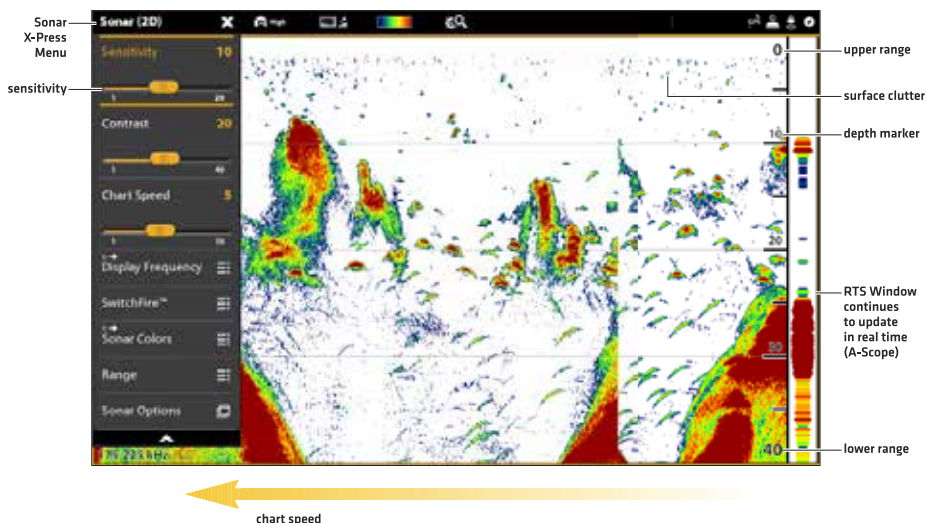 Sonar
X-Press
Menu
Sonar (2D)
High
upper range
0
Sensitivity 10
sensitivity
1 20
surface clutter
Contrast 20
depth marker
10
1 40
Chart Speed 5
1
20
Display Frequency
RTS Window
continues
to update
in real time
(A-Scope)
SwitchFire™
Sonar Colors
30
Range
Sonar Options
40
lower range
chart speed